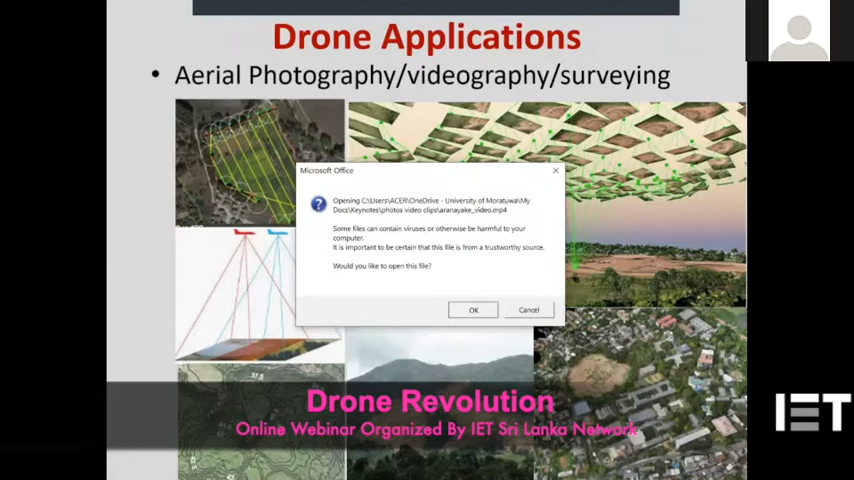 Drone Applications
• Aerial Photography/videography/surveying
Microsoft Office
Opening C:\Users\ACER\OneDrive - University of Moratuwa\My
Docs\Keynotes\photos video clips\aranayake_video.mp4
Some files can contain viruses or otherwise be harmful to your
computer.
It is important to be certain that this file is from a trustworthy source.
Would you like to open this file?
OK
Cancel
37.5
Drone Revolution
Online Webinar Organized By IET Sri Lanka Network
IET